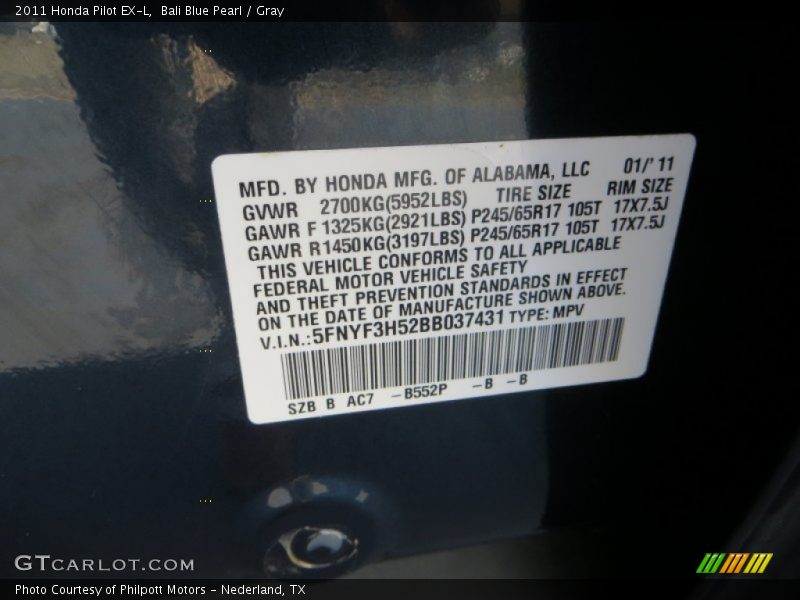 2011 Honda Pilot EX-L, Bali Blue Pearl / Gray
MFD. BY HONDA MFG. OF ALABAMA, LLC 01/'11
GVWR 2700KG(5952LBS) TIRE SIZE RIM SIZE
GAWR F 1325KG(2921LBS) P245/65R17 105T 17X7.5J
GAWR R1450KG(3197LBS) P245/65R17 105T 17X7.5J
THIS VEHICLE CONFORMS TO ALL APPLICABLE
FEDERAL MOTOR VEHICLE SAFETY
AND THEFT PREVENTION STANDARDS IN EFFECT
ON THE DATE OF MANUFACTURE SHOWN ABOVE.
V.I.N.:5FNYF3H52BB037431 TYPE: MPV
SZB B AC7 -B552P -B -B
GTCARLOT.COM
Photo Courtesy of Philpott Motors - Nederland, TX